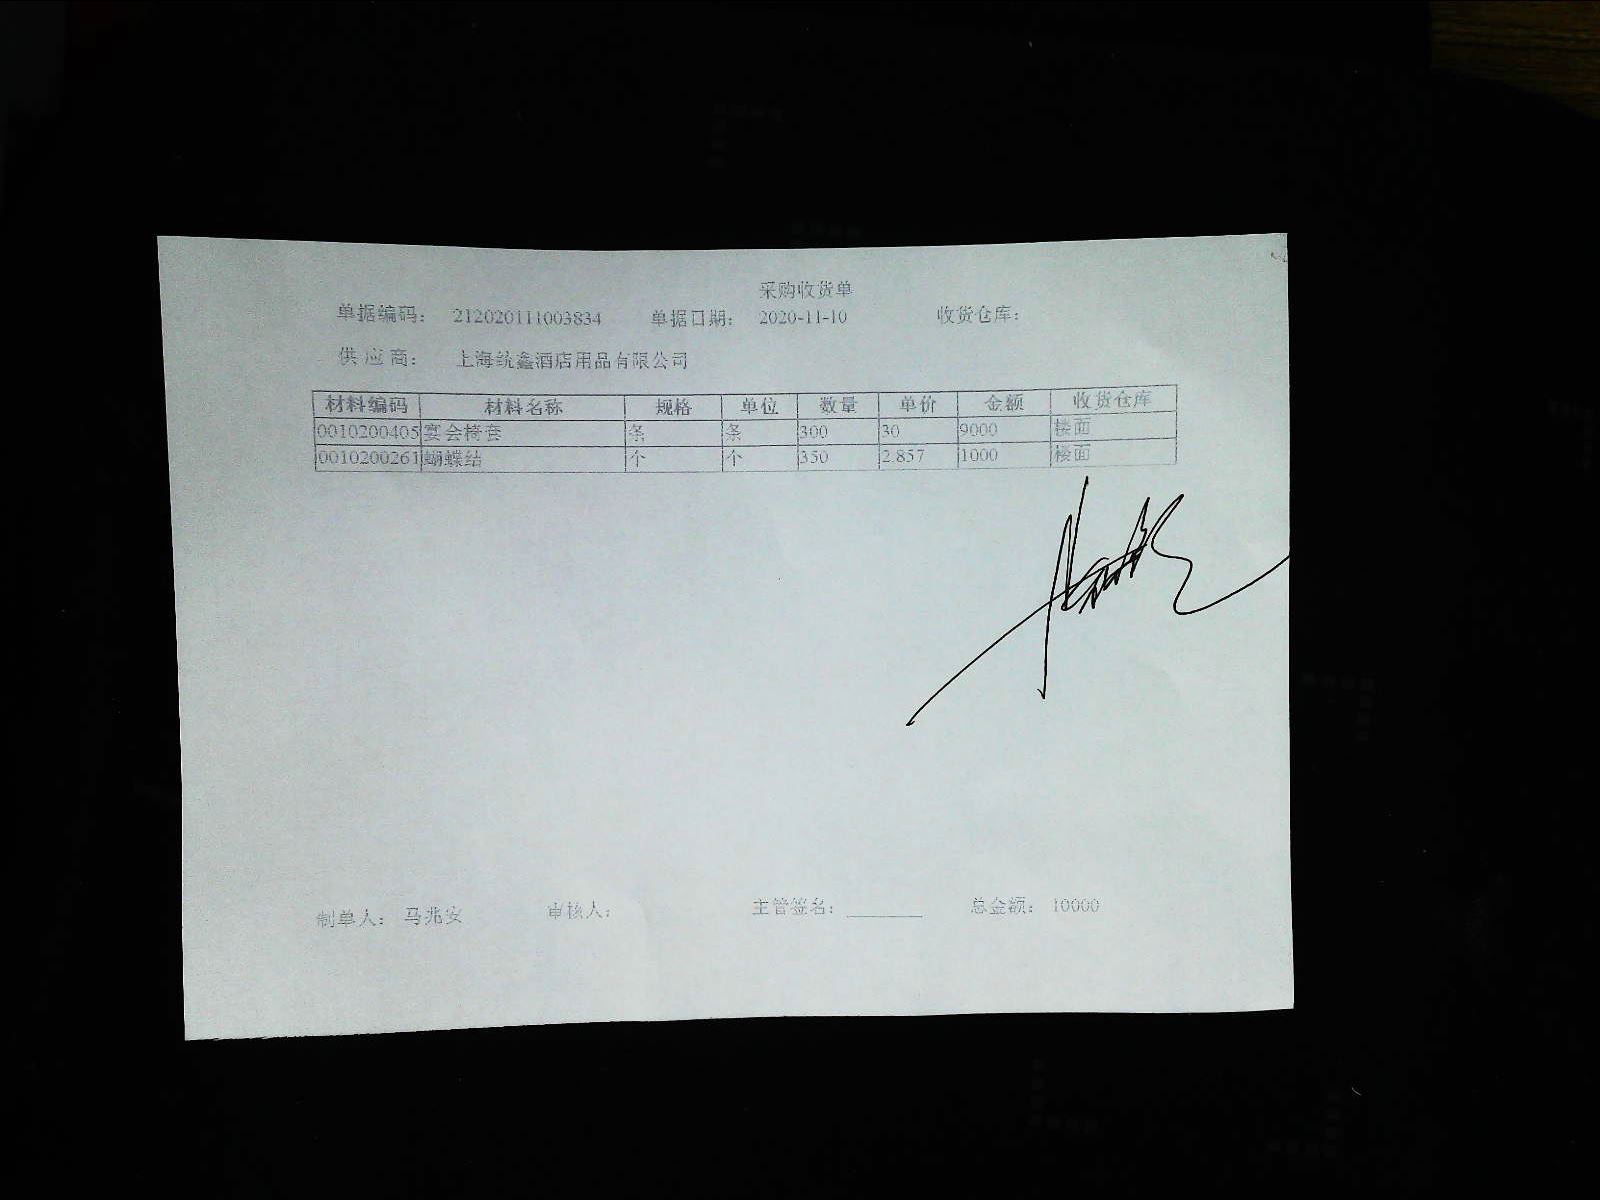 采购收货单
单据编码： 212020111003834 单据日期： 2020-11-10 收货仓库：
供 应 商： 上海统鑫酒店用品有限公司
材料编码 材料名称 规格 单位 数量 单价 金额 收货仓库
0010200405 宴会椅套 条 条 300 30 9000 楼面
0010200261 蝴蝶结 个 个 350 2.857 1000 楼面
制单人： 马兆安 审核人： 主管签名： 总金额： 10000